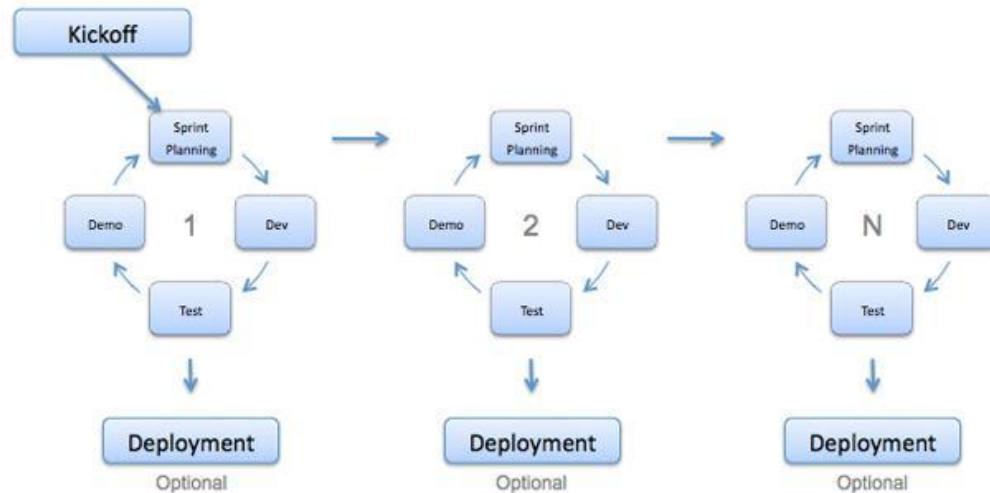 Kickoff
Sprint
Planning
Demo
1
Dev
Test
Deployment
Optional
Sprint
Planning
Demo
2
Dev
Test
Deployment
Optional
Sprint
Planning
Demo
N
Dev
Test
Deployment
Optional